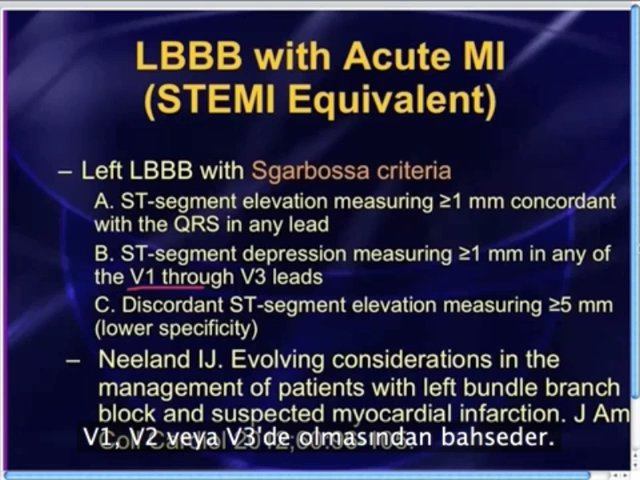 LBBB with Acute MI
(STEMI Equivalent)
– Left LBBB with Sgarbossa criteria
A. ST-segment elevation measuring ≥1 mm concordant
with the QRS in any lead
B. ST-segment depression measuring ≥1 mm in any of
the V1 through V3 leads
C. Discordant ST-segment elevation measuring ≥5 mm
(lower specificity)
– Neeland IJ. Evolving considerations in the
management of patients with left bundle branch
block and suspected myocardial infarction. J Am
V1, V2 veya V3'de olmasından bahseder.